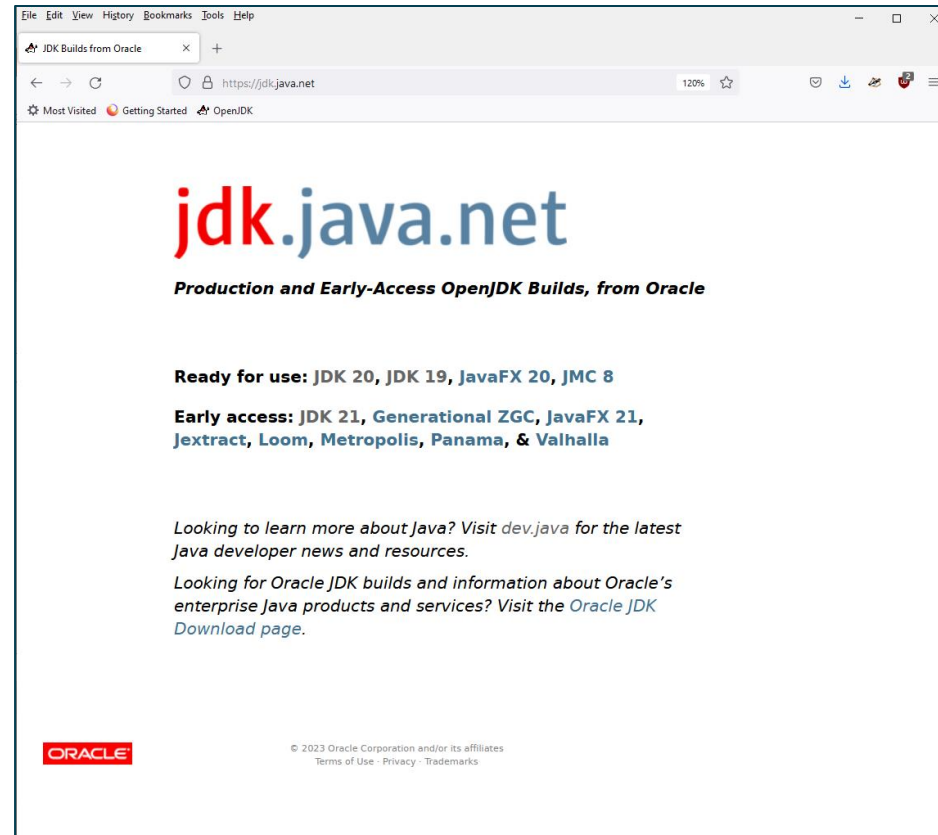 File Edit View History Bookmarks Tools Help
JDK Builds from Oracle
https://jdk.java.net 120%
2
Most Visited Getting Started OpenJDK
jdk.java.net
Production and Early-Access OpenJDK Builds, from Oracle
Ready for use: JDK 20, JDK 19, JavaFX 20, JMC 8
Early access: JDK 21, Generational ZGC, JavaFX 21,
Jextract, Loom, Metropolis, Panama, & Valhalla
Looking to learn more about Java? Visit dev.java for the latest
Java developer news and resources.
Looking for Oracle JDK builds and information about Oracle’s
enterprise Java products and services? Visit the Oracle JDK
Download page.
ORACLE
© 2023 Oracle Corporation and/or its affiliates
Terms of Use · Privacy · Trademarks